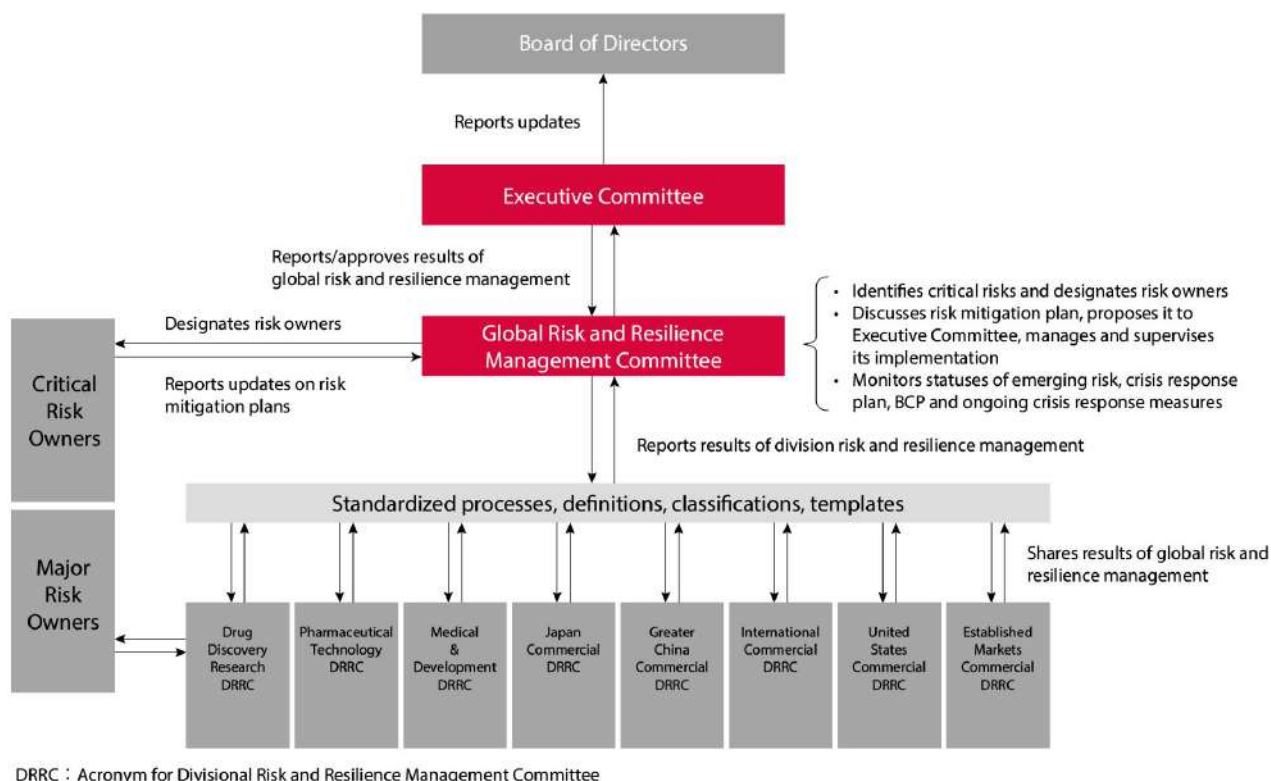 Board of Directors
Reports updates
Executive Committee
Reports/approves results of
global risk and resilience management
Designates risk owners
Global Risk and Resilience
Management Committee
• Identifies critical risks and designates risk owners
• Discusses risk mitigation plan, proposes it to
Executive Committee, manages and supervises
its implementation
• Monitors statuses of emerging risk, crisis response
plan, BCP and ongoing crisis response measures
Critical
Risk
Owners
Reports updates on risk
mitigation plans
Reports results of division risk and resilience management
Standardized processes, definitions, classifications, templates
Major
Risk
Owners
Shares results of global risk and
resilience management
Drug
Discovery
Research
DRRC
Pharmaceutical
Technology
DRRC
Medical
&
Development
DRRC
Japan
Commercial
DRRC
Greater
China
Commercial
DRRC
International
Commercial
DRRC
United
States
Commercial
DRRC
Established
Markets
Commercial
DRRC
DRRC : Acronym for Divisional Risk and Resilience Management Committee